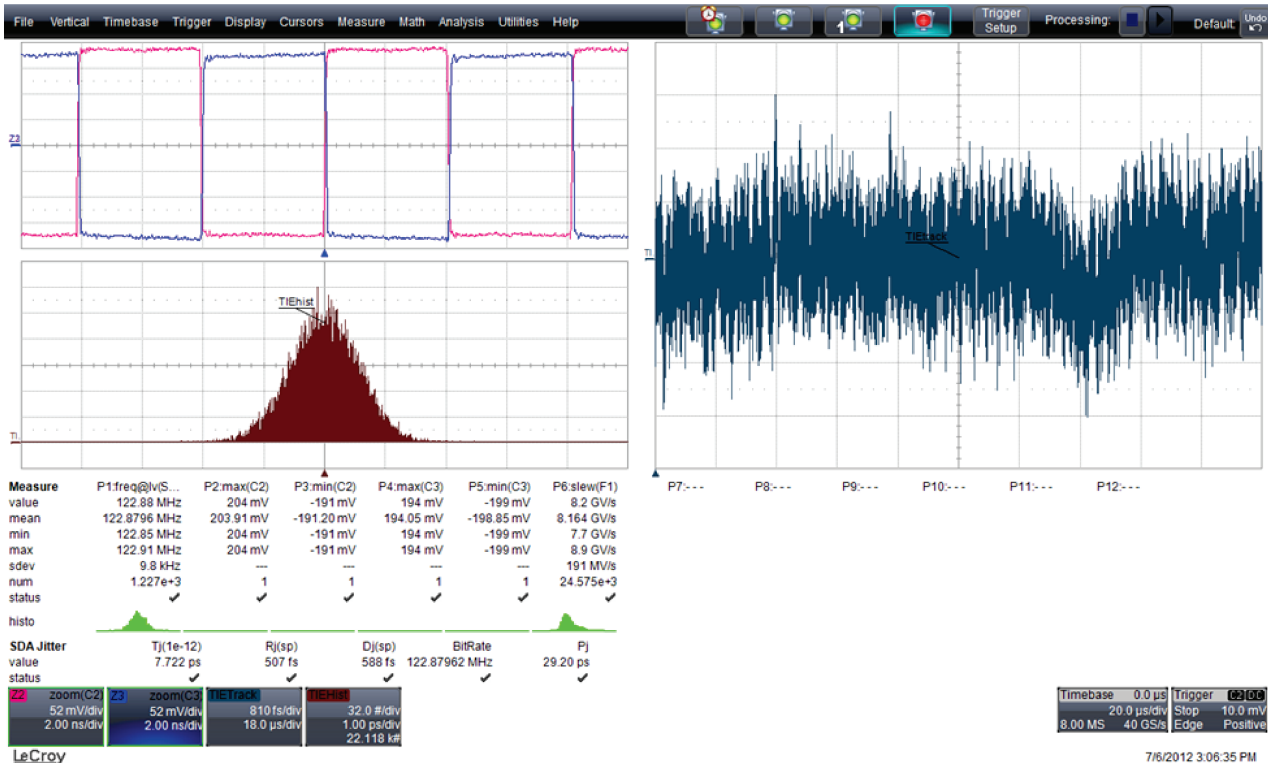 File Vertical Timebase Trigger Display Cursors Measure Math Analysis Utilities Help
1
Trigger Setup
Processing:
Default
Undo
Z3
TIEhist
TI
TIEtrack
TI
Measure P1:freq@lv(S... P2:max(C2) P3:min(C2) P4:max(C3) P5:min(C3) P6:slew(F1) P7:- - - P8:- - - P9:- - - P10:- - - P11:- - - P12:- - -
value 122.88 MHz 204 mV -191 mV 194 mV -199 mV 8.2 GV/s
mean 122.8796 MHz 203.91 mV -191.20 mV 194.05 mV -198.85 mV 8.164 GV/s
min 122.85 MHz 204 mV -191 mV 194 mV -199 mV 7.7 GV/s
max 122.91 MHz 204 mV -191 mV 194 mV -199 mV 8.9 GV/s
sdev 9.8 kHz --- --- --- --- 191 MV/s
num 1.227e+3 1 1 1 1 24.575e+3
status
histo
SDA Jitter Tj(1e-12) Rj(sp) Dj(sp) BitRate Pj
value 7.722 ps 507 fs 588 fs 122.87962 MHz 29.20 ps
status
Z2 zoom(C2)
52 mV/div
2.00 ns/div
Z3 zoom(C3)
52 mV/div
2.00 ns/div
TIETrack
810 fs/div
18.0 µs/div
TIEHist
32.0 #/div
1.00 ps/div
22.118 k#
Timebase 0.0 µs
20.0 µs/div
8.00 MS 40 GS/s
Trigger C2 DC
Stop 10.0 mV
Edge Positive
LeCroy
7/6/2012 3:06:35 PM